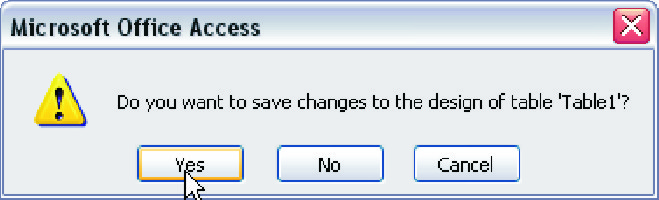 Microsoft Office Access
Do you want to save changes to the design of table 'Table1'?
Yes
No
Cancel